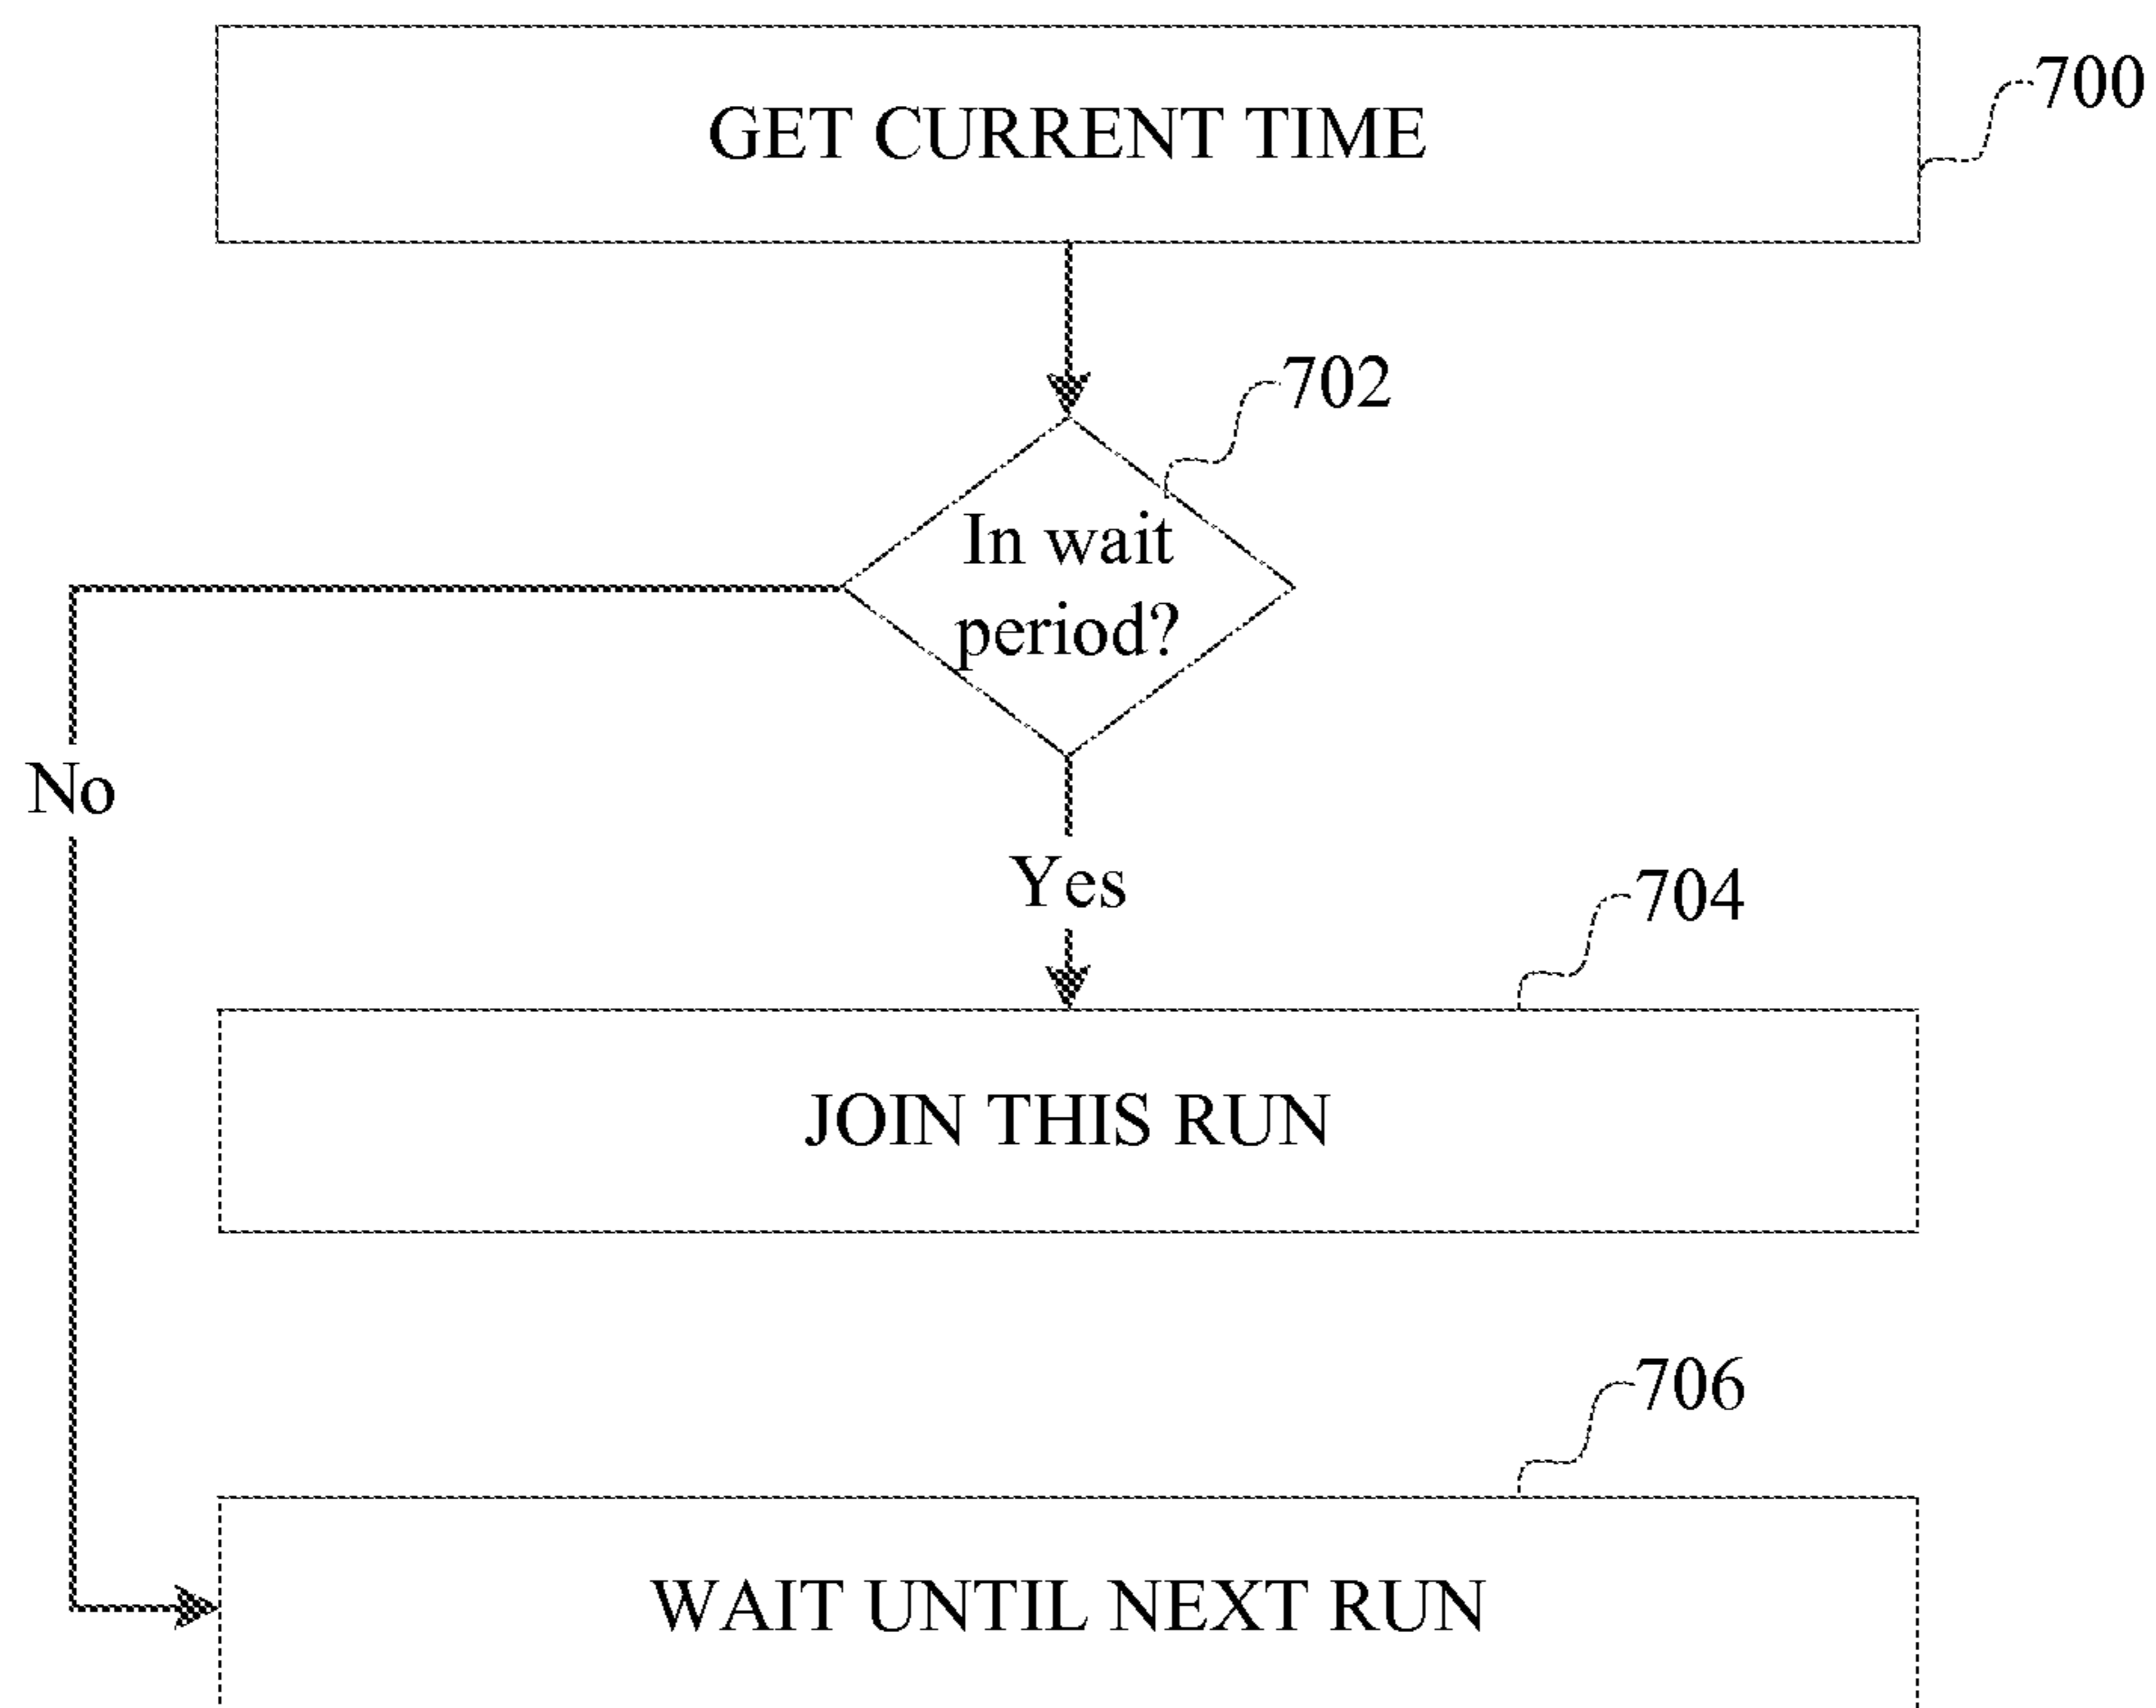 GET CURRENT TIME
700
702
In wait
period?
No
Yes
704
JOIN THIS RUN
706
WAIT UNTIL NEXT RUN